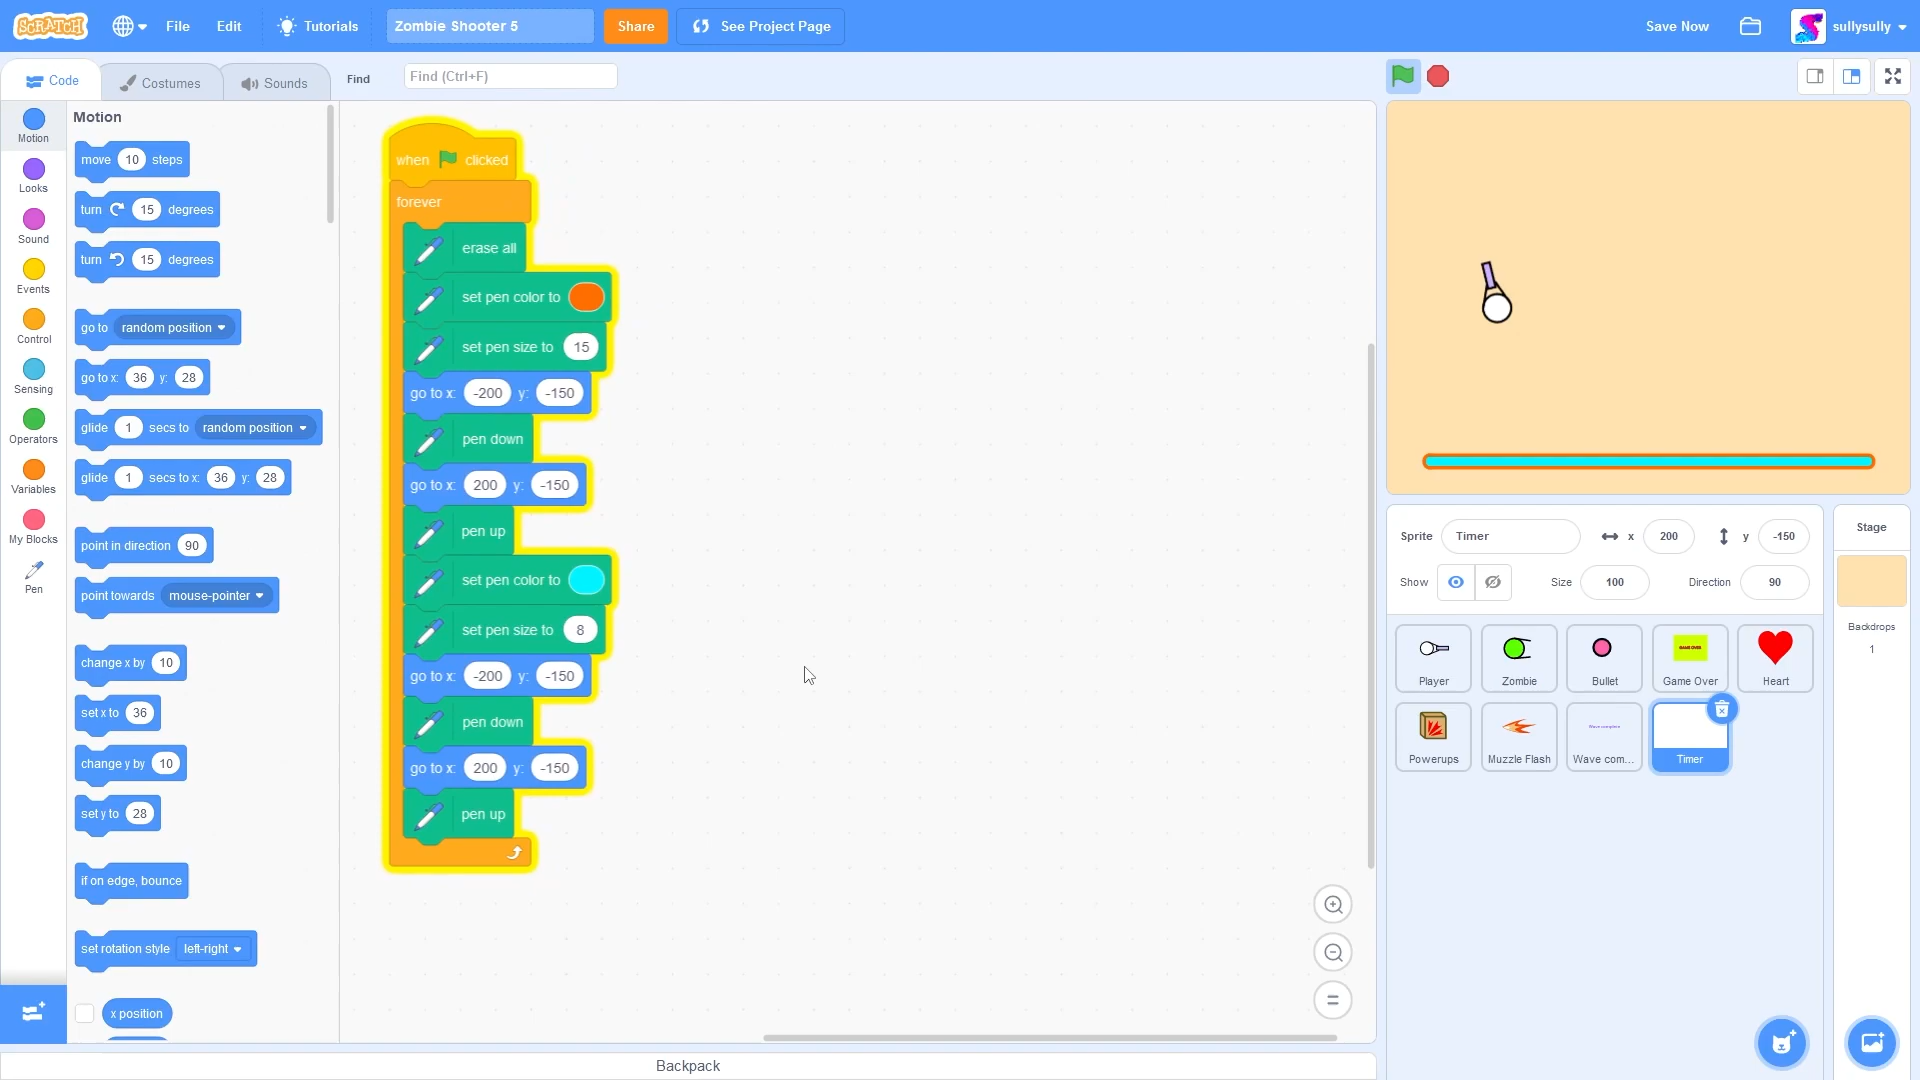 SCRATCH File Edit Tutorials Zombie Shooter 5 Share See Project Page Save Now sullysully
Code Costumes Sounds Find Find (Ctrl+F)
Motion
Motion
Looks
Sound
Events
Control
Sensing
Operators
Variables
My Blocks
Pen
move 10 steps
turn 15 degrees
turn 15 degrees
go to random position
go to x: 36 y: 28
glide 1 secs to random position
glide 1 secs to x: 36 y: 28
point in direction 90
point towards mouse-pointer
change x by 10
set x to 36
change y by 10
set y to 28
if on edge, bounce
set rotation style left-right
x position
when clicked
forever
erase all
set pen color to
set pen size to 15
go to x: -200 y: -150
pen down
go to x: 200 y: -150
pen up
set pen color to
set pen size to 8
go to x: -200 y: -150
pen down
go to x: 200 y: -150
pen up
Sprite Timer x 200 y -150
Show Size 100 Direction 90
GAME OVER
Player Zombie Bullet Game Over Heart
Wave complete
Powerups Muzzle Flash Wave com... Timer
Stage
Backdrops
1
Backpack